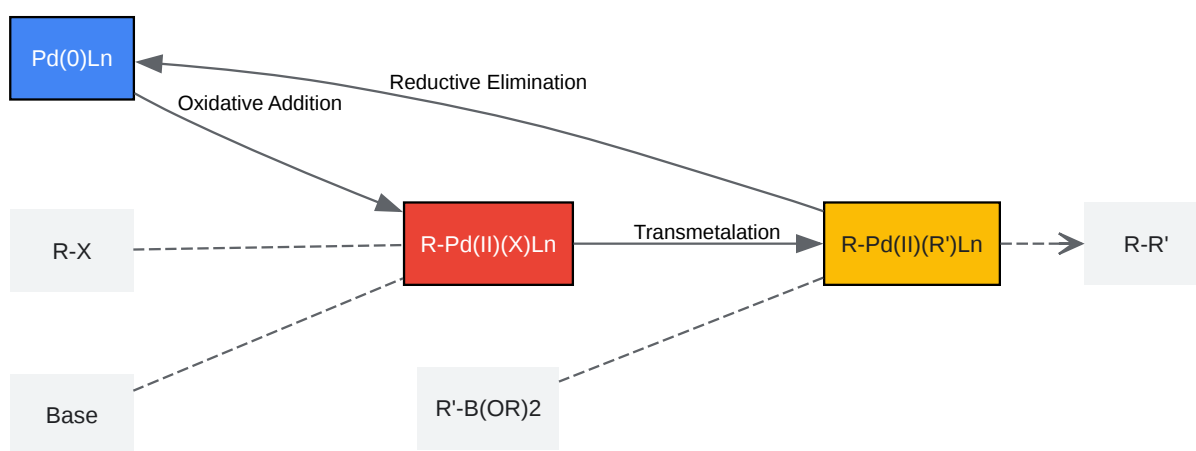 Pd(0)Ln
Reductive Elimination
Oxidative Addition
R-X
R-Pd(II)(X)Ln
Transmetalation
R-Pd(II)(R')Ln
R-R'
Base
R'-B(OR)2